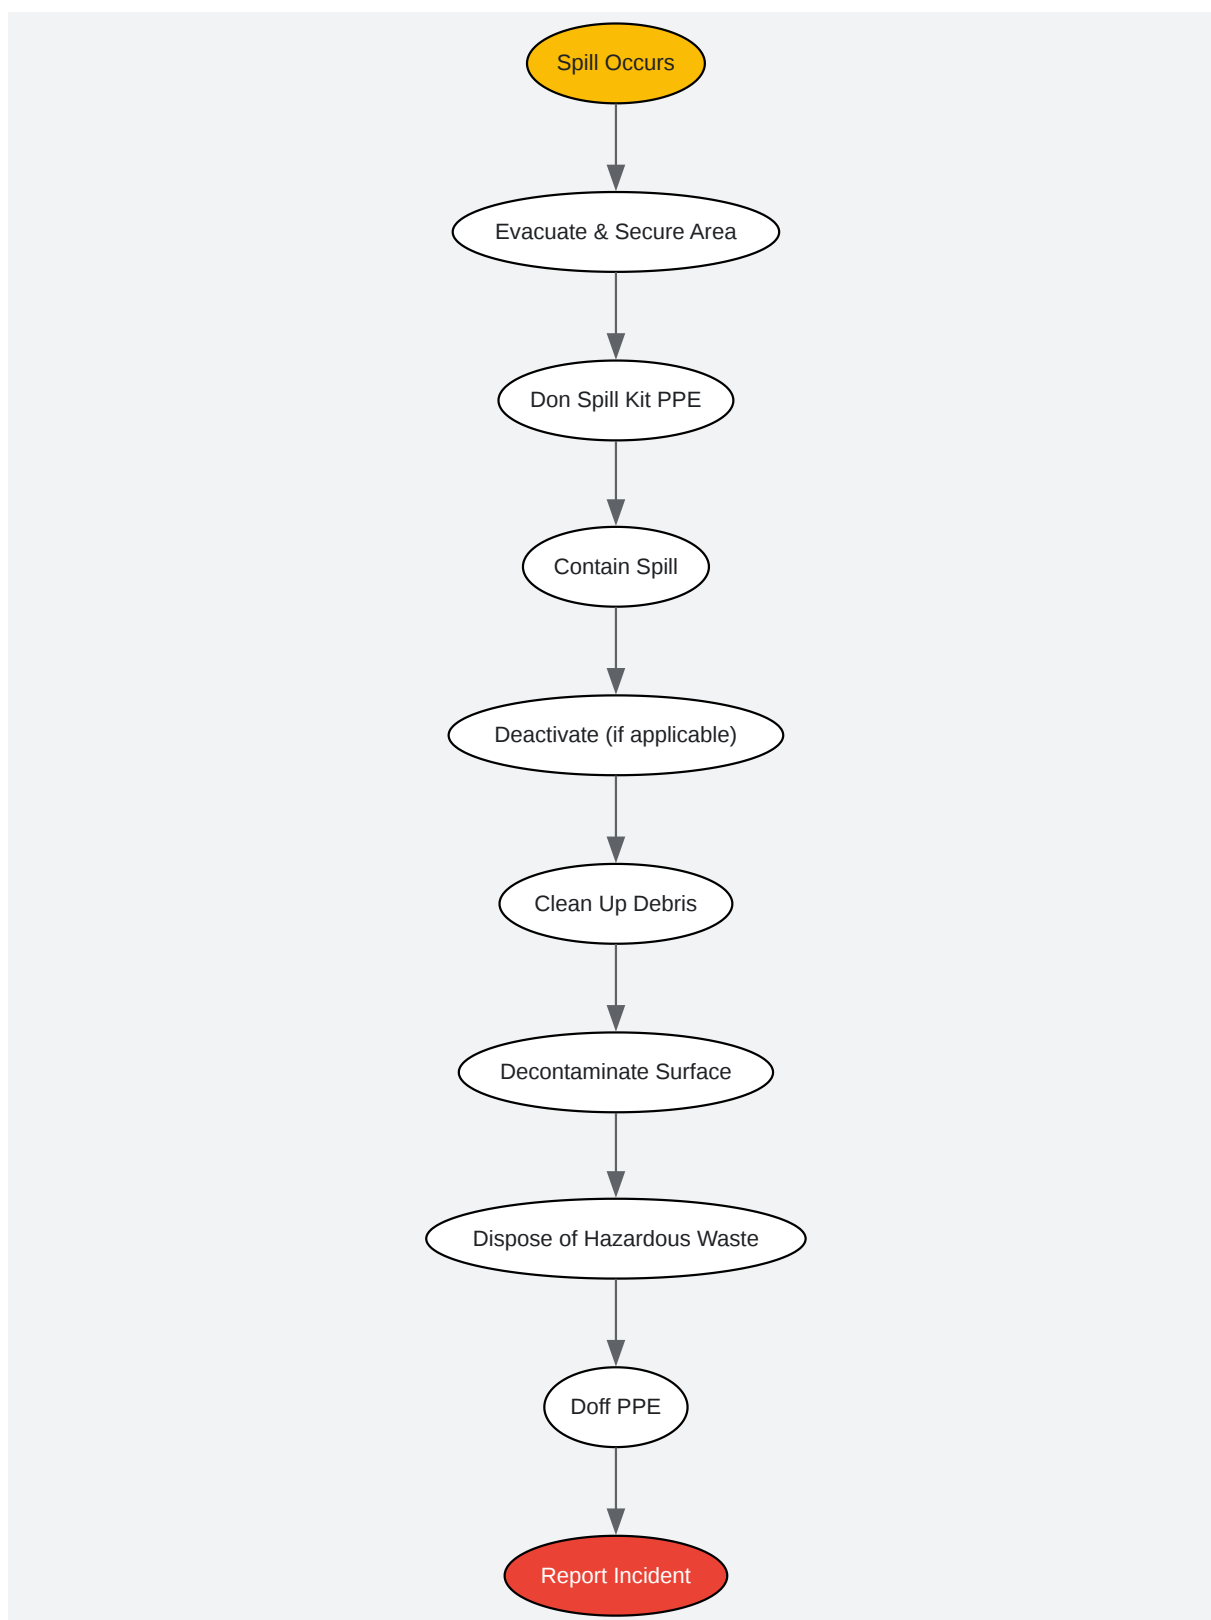 Spill Occurs
Evacuate & Secure Area
Don Spill Kit PPE
Contain Spill
Deactivate (if applicable)
Clean Up Debris
Decontaminate Surface
Dispose of Hazardous Waste
Doff PPE
Report Incident